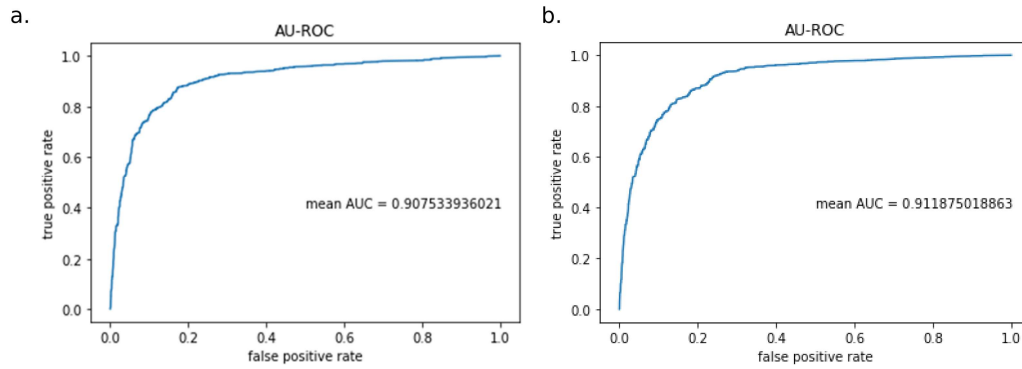 a.
AU-ROC
true positive rate
1.0
0.8
0.6
0.4
0.2
0.0
mean AUC = 0.907533936021
0.0 0.2 0.4 0.6 0.8 1.0
false positive rate
b.
AU-ROC
true positive rate
1.0
0.8
0.6
0.4
0.2
0.0
mean AUC = 0.911875018863
0.0 0.2 0.4 0.6 0.8 1.0
false positive rate